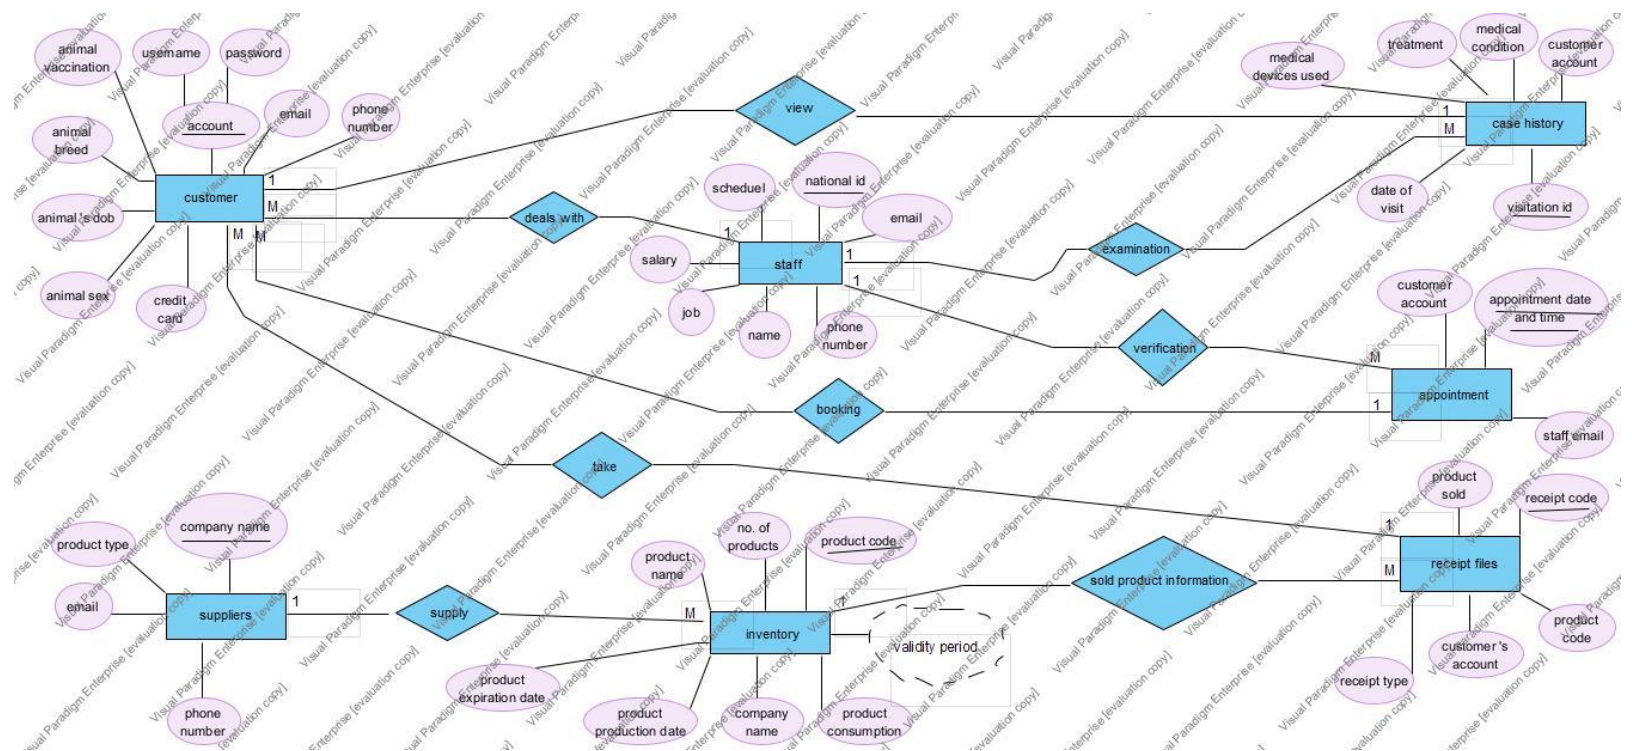 animal
vaccination
username
password
account
email
phone
number
animal
breed
animal's dob
animal sex
credit
card
customer
1
M
M
M
view
deals with
scheduel
national id
email
salary
job
name
phone
number
staff
1
1
1
examination
verification
booking
take
medical
devices used
treatment
medical
condition
customer
account
case history
1
M
date of
visit
visitation id
customer
account
appointment date
and time
appointment
M
1
staff email
product
sold
receipt code
receipt files
1
M
receipt type
customer's
account
product
code
sold product information
product type
company name
email
suppliers
1
phone
number
supply
product
name
no. of
products
product code
inventory
M
1
validity period
product
expiration date
product
production date
company
name
product
consumption
Visual Paradigm Enterprise [evaluation copy]